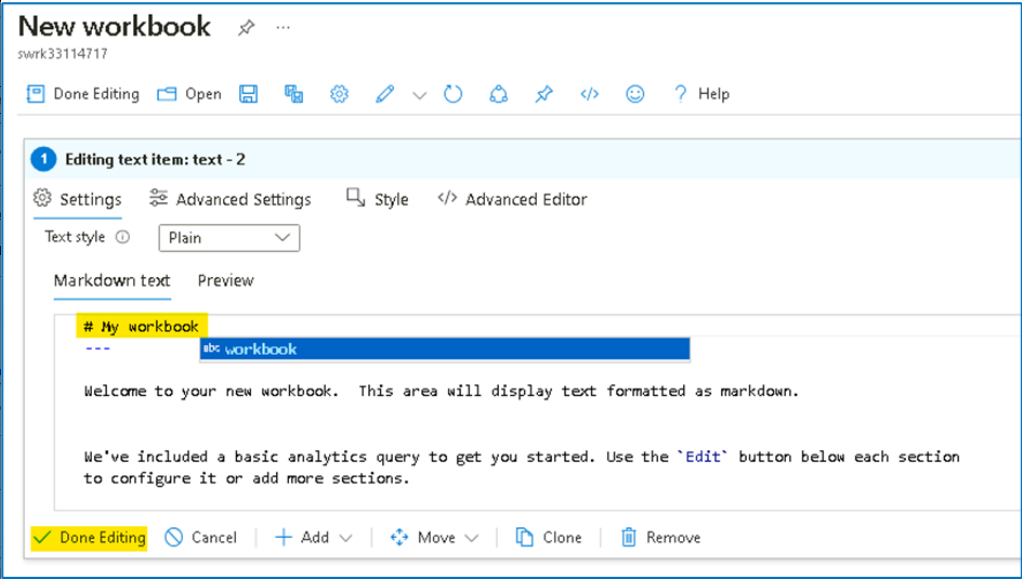 New workbook ...
swrk33114717
Done Editing Open </> ? Help
1 Editing text item: text - 2
Settings Advanced Settings Style </> Advanced Editor
Text style Plain
Markdown text Preview
# My workbook
---
abc workbook
Welcome to your new workbook.  This area will display text formatted as markdown.
We've included a basic analytics query to get you started. Use the `Edit` button below each section
to configure it or add more sections.
Done Editing Cancel Add Move Clone Remove